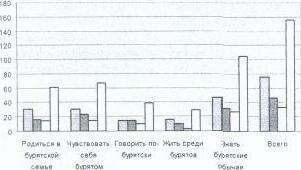 180
160
140
120
100
80
60
40
20
0
Родиться в бурятской семье
Чувствовать себя бурятом
Говорить по-бурятски
Жить среди бурятов
Знать бурятские обычаи
Всего